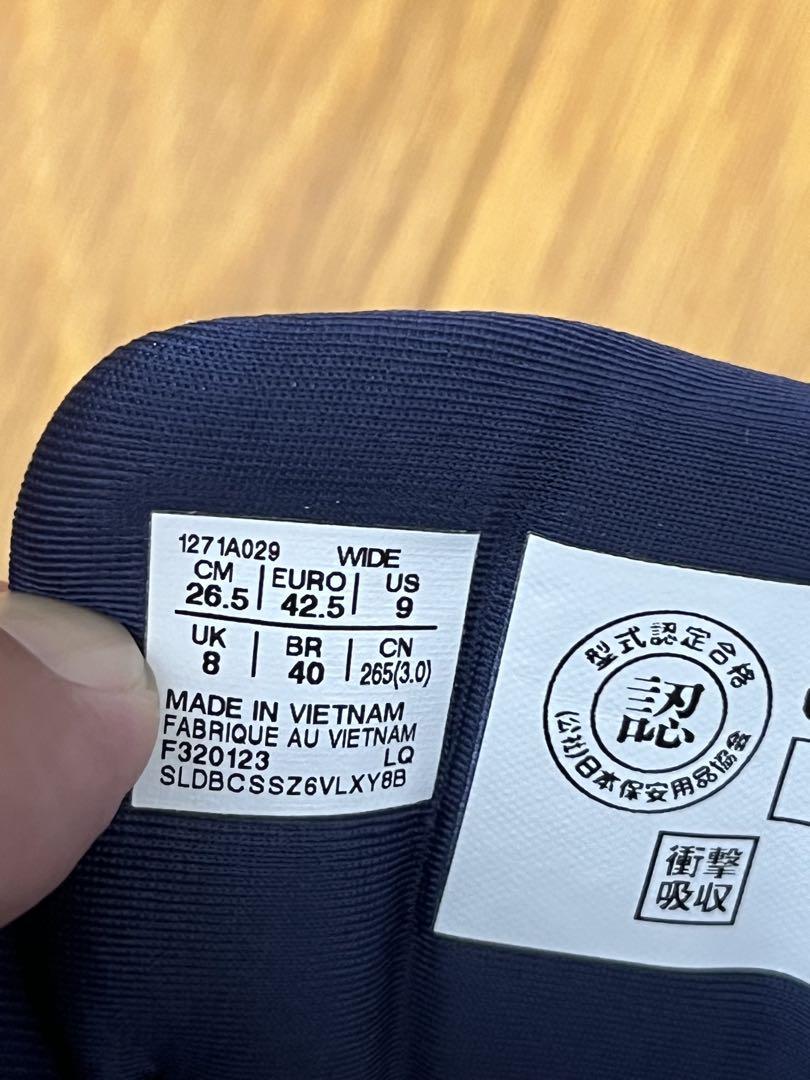 1271A029 WIDE
CM EURO US
26.5 42.5 9
UK BR CN
8 40 265(3.0)
MADE IN VIETNAM
FABRIQUE AU VIETNAM
F320123 LQ
SLDBCSSZ6VLXY8B
型式認定合格
認
(公社)日本保安用品協会
衝撃
吸収